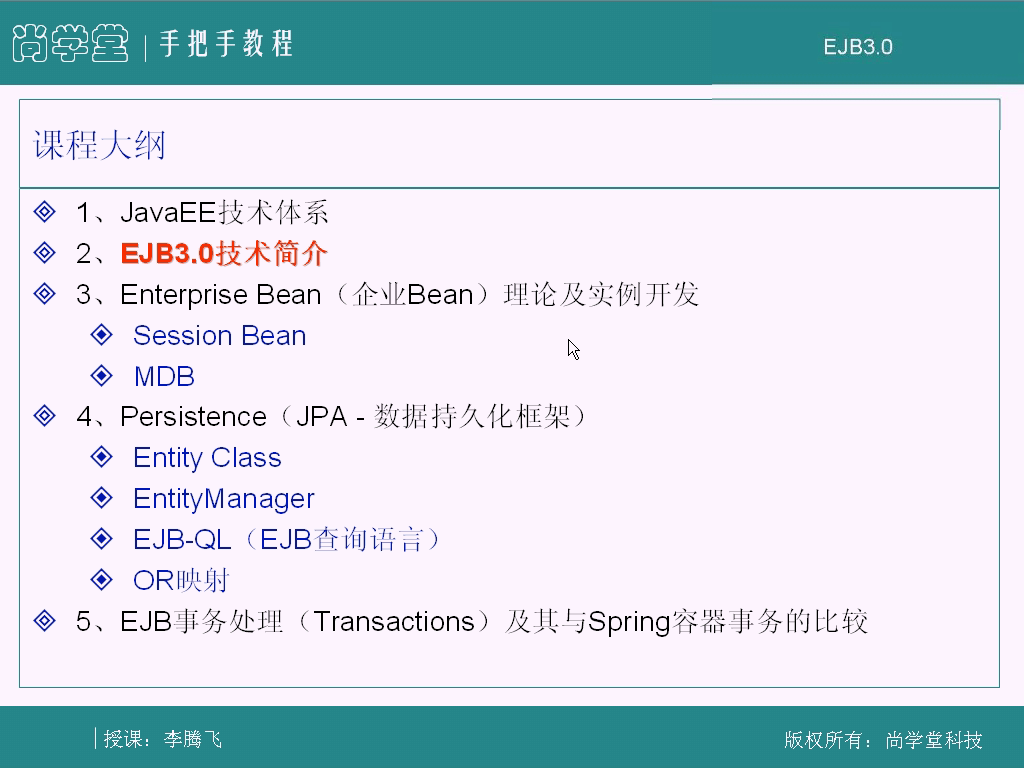 尚学堂 | 手把手教程
EJB3.0
课程大纲
1、JavaEE技术体系
2、EJB3.0技术简介
3、Enterprise Bean（企业Bean）理论及实例开发
Session Bean
MDB
4、Persistence（JPA - 数据持久化框架）
Entity Class
EntityManager
EJB-QL（EJB查询语言）
OR映射
5、EJB事务处理（Transactions）及其与Spring容器事务的比较
|授课：李腾飞
版权所有：尚学堂科技